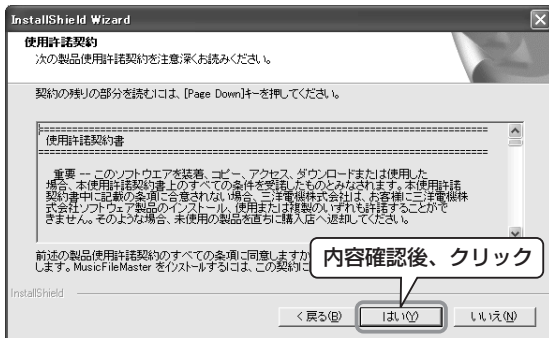 InstallShield Wizard
使用許諾契約
次の製品使用許諾契約を注意深くお読みください。
契約の残りの部分を読むには、[Page Down]キーを押してください。
使用許諾契約書
重要 -- このソフトウエアを装着、コピー、アクセス、ダウンロードまたは使用した
場合、本使用許諾契約書上のすべての条件を受諾したものとみなされます。本使用許諾
契約書中に記載の条項に合意されない場合、三洋電機株式会社は、お客様に三洋電機株
式会社ソフトウェア製品のインストール、使用または複製のいずれも許諾することがで
きません。そのような場合、未使用の製品を直ちに購入店へ返却してください。
前述の製品使用許諾契約のすべての条項に同意しますか
します。MusicFileMaster をインストールするには、この契約に
内容確認後、クリック
InstallShield
< 戻る(B)
はい(Y)
いいえ(N)